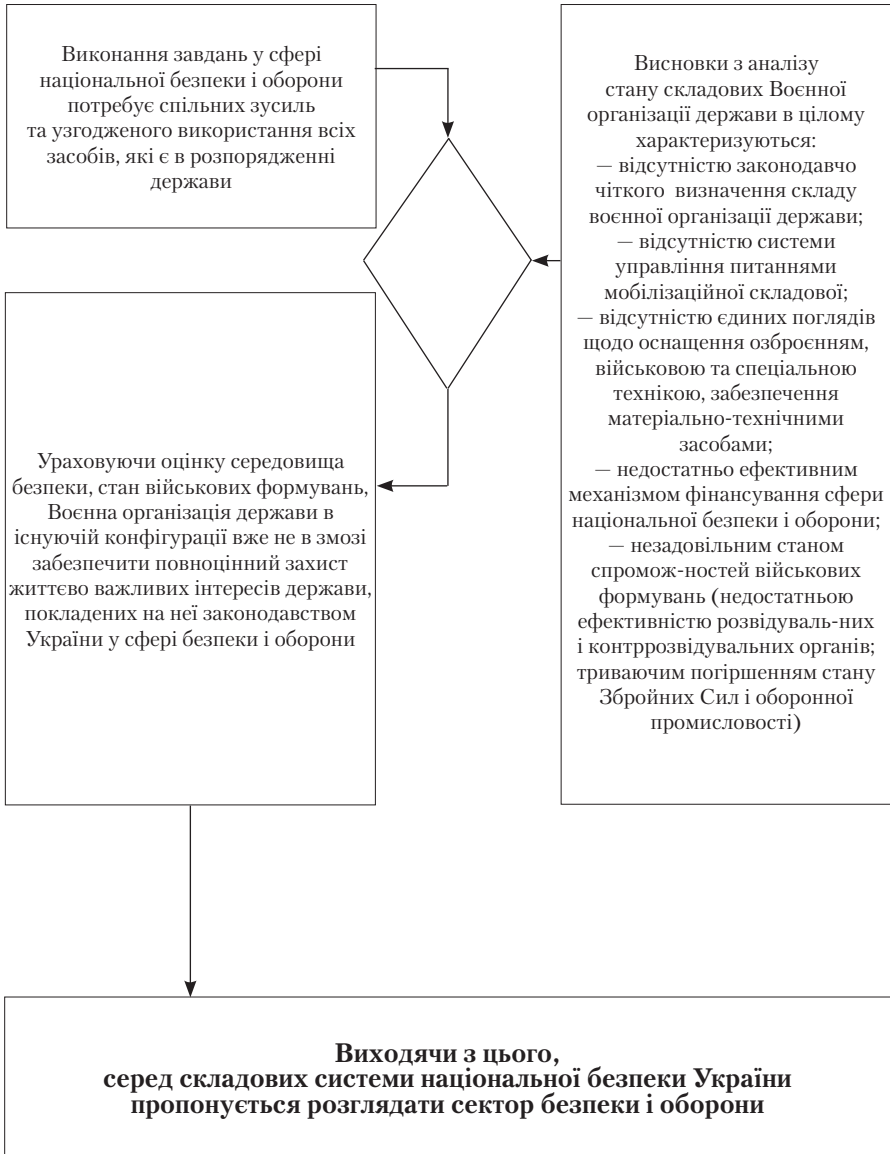 Виконання завдань у сфері
національної безпеки і оборони
потребує спільних зусиль
та узгодженого використання всіх
засобів, які є в розпорядженні
держави
Висновки з аналізу
стану складових Воєнної
організації держави в цілому
характеризуються:
— відсутністю законодавчо
чіткого визначення складу
воєнної організації держави;
— відсутністю системи
управління питаннями
мобілізаційної складової;
— відсутністю єдиних поглядів
щодо оснащення озброєнням,
військовою та спеціальною
технікою, забезпечення
матеріально-технічними
засобами;
— недостатньо ефективним
механізмом фінансування сфери
національної безпеки і оборони;
— незадовільним станом
спромож-ностей військових
формувань (недостатньою
ефективністю розвідуваль-них
і контррозвідувальних органів;
триваючим погіршенням стану
Збройних Сил і оборонної
промисловості)
Ураховуючи оцінку середовища
безпеки, стан військових формувань,
Воєнна організація держави в
існуючій конфігурації вже не в змозі
забезпечити повноцінний захист
життєво важливих інтересів держави,
покладених на неї законодавством
України у сфері безпеки і оборони
Виходячи з цього,
серед складових системи національної безпеки України
пропонується розглядати сектор безпеки і оборони